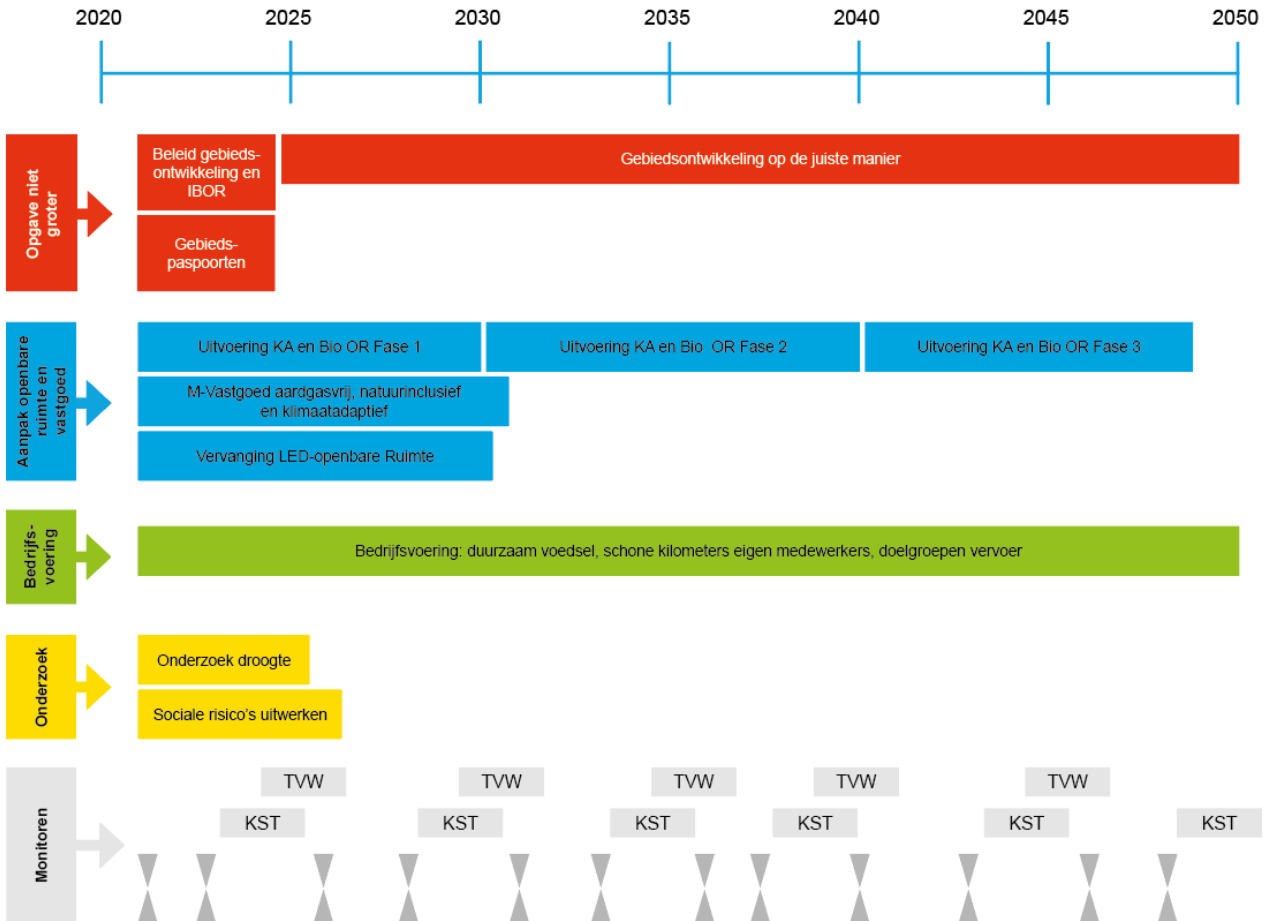 2020 2025 2030 2035 2040 2045 2050
Opgave niet
groter
Beleid gebieds-
ontwikkeling en
IBOR
Gebiedsontwikkeling op de juiste manier
Gebieds-
paspoorten
Aanpak openbare
ruimte en
vastgoed
Uitvoering KA en Bio OR Fase 1
Uitvoering KA en Bio OR Fase 2
Uitvoering KA en Bio OR Fase 3
M-Vastgoed aardgasvrij, natuurinclusief
en klimaatadaptief
Vervanging LED-openbare Ruimte
Bedrijfs-
voering
Bedrijfsvoering: duurzaam voedsel, schone kilometers eigen medewerkers, doelgroepen vervoer
Onderzoek
Onderzoek droogte
Sociale risico's uitwerken
Monitoren
TVW TVW TVW TVW TVW
KST KST KST KST KST KST